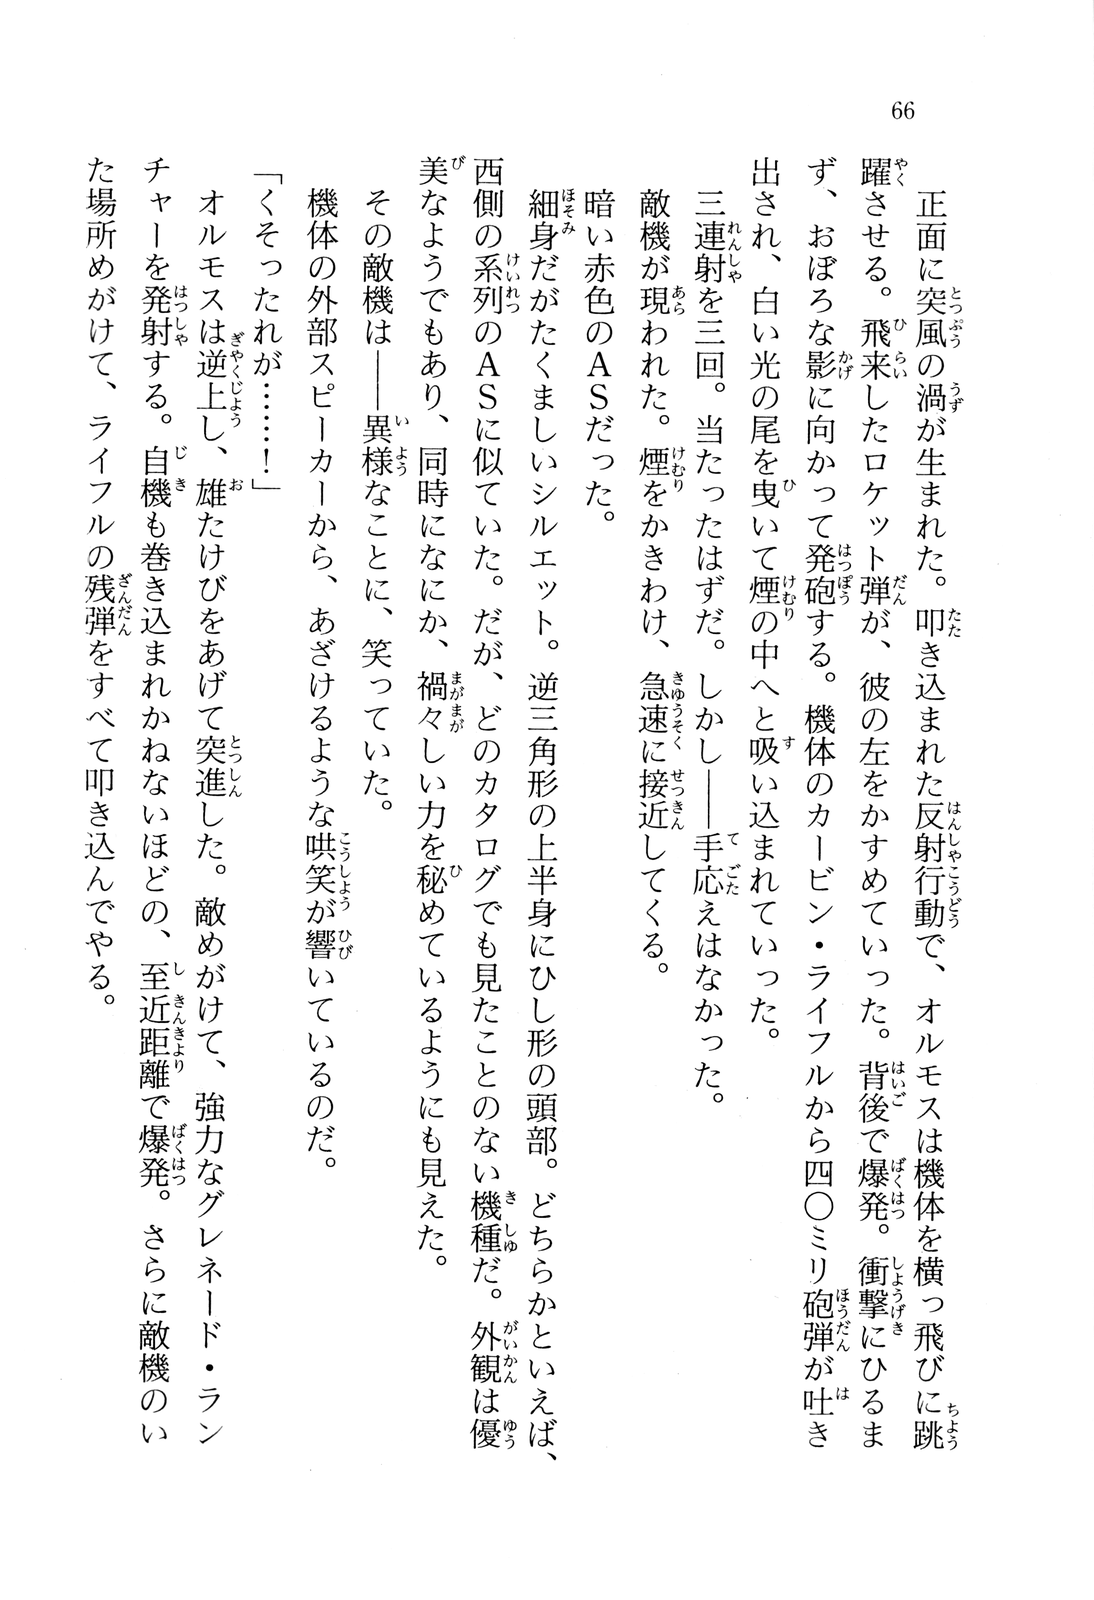 66
　正面に突風の渦が生まれた。叩き込まれた反射行動で、オルモスは機体を横っ飛びに跳
躍させる。飛来したロケット弾が、彼の左をかすめていった。背後で爆発。衝撃にひるま
ず、おぼろな影に向かって発砲する。機体のカービン・ライフルから四〇ミリ砲弾が吐き
出され、白い光の尾を曳いて煙の中へと吸い込まれていった。
　三連射を三回。当たったはずだ。しかし――手応えはなかった。
　敵機が現われた。煙をかきわけ、急速に接近してくる。
　暗い赤色のＡＳだった。
　細身だがたくましいシルエット。逆三角形の上半身にひし形の頭部。どちらかといえば、
西側の系列のＡＳに似ていた。だが、どのカタログでも見たことのない機種だ。外観は優
美なようでもあり、同時になにか、禍々しい力を秘めているようにも見えた。
　その敵機は――異様なことに、笑っていた。
　機体の外部スピーカーから、あざけるような哄笑が響いているのだ。
「くそったれが……！」
　オルモスは逆上し、雄たけびをあげて突進した。敵めがけて、強力なグレネード・ラン
チャーを発射する。自機も巻き込まれかねないほどの、至近距離で爆発。さらに敵機のい
た場所めがけて、ライフルの残弾をすべて叩き込んでやる。